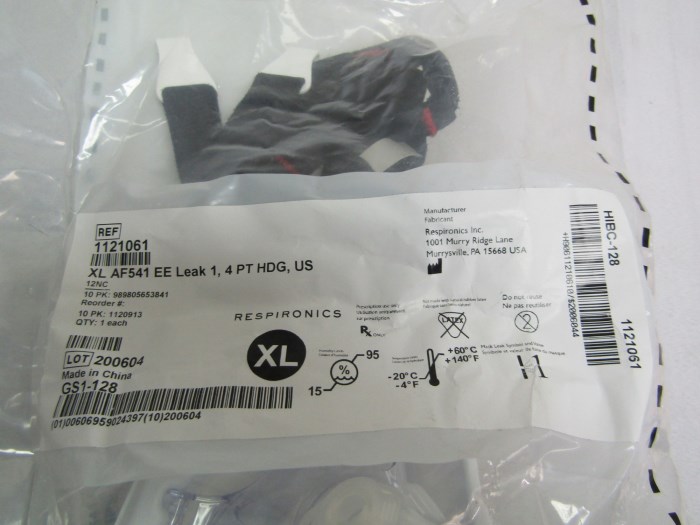 REF
1121061
XL AF541 EE Leak 1, 4 PT HDG, US
12NC
10 PK: 989805653841
Reorder #:
10 PK: 1120913
QTY: 1 each
LOT 200604
Made in China
GS1-128
(01)00606959024397(10)200604
Manufacturer
Fabricant
Respironics Inc.
1001 Murry Ridge Lane
Murrysville, PA 15668 USA
RESPIRONICS
XL
%
95
15
Rx Only
LATEX
Do not reuse
Ne pas réutiliser
+60°C
+140°F
-20°C
-4°F
HIBC-128
1121061